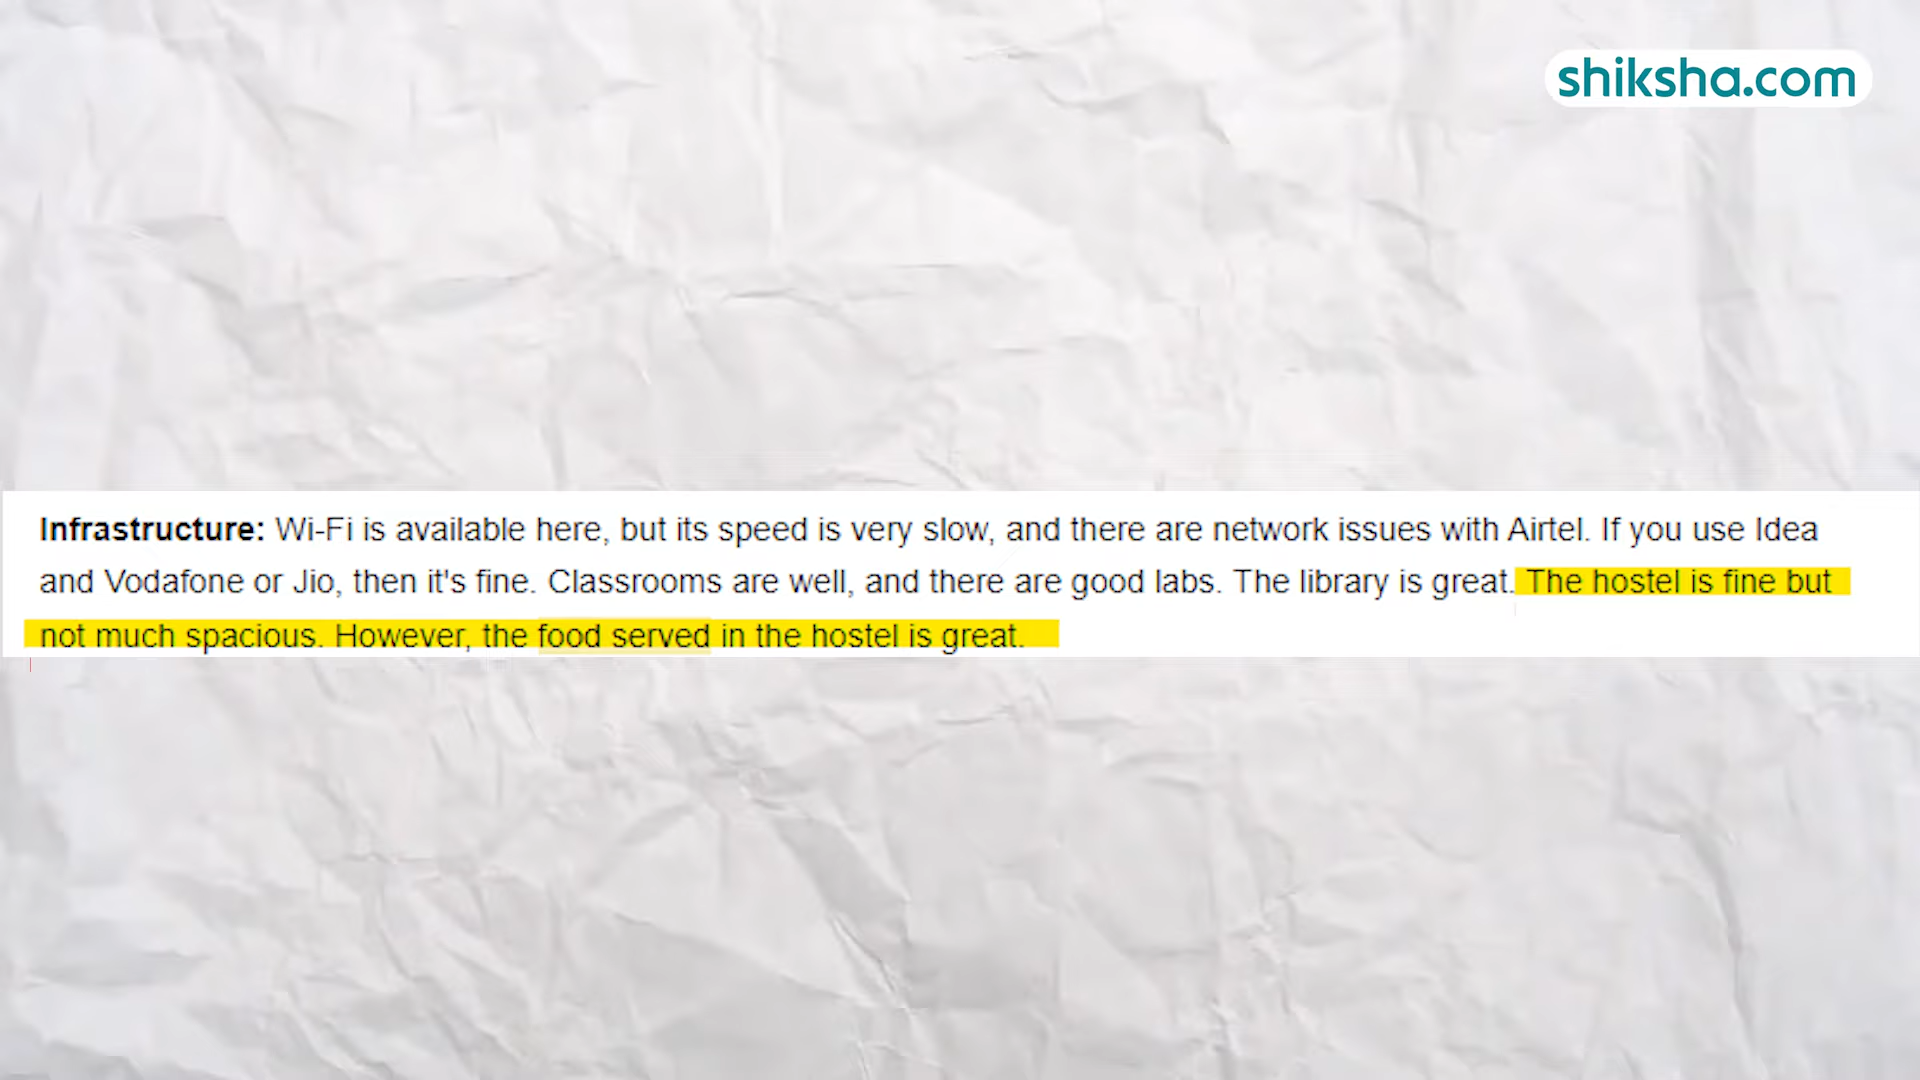 shiksha.com
Infrastructure: Wi-Fi is available here, but its speed is very slow, and there are network issues with Airtel. If you use Idea
and Vodafone or Jio, then it's fine. Classrooms are well, and there are good labs. The library is great. The hostel is fine but
not much spacious. However, the food served in the hostel is great.